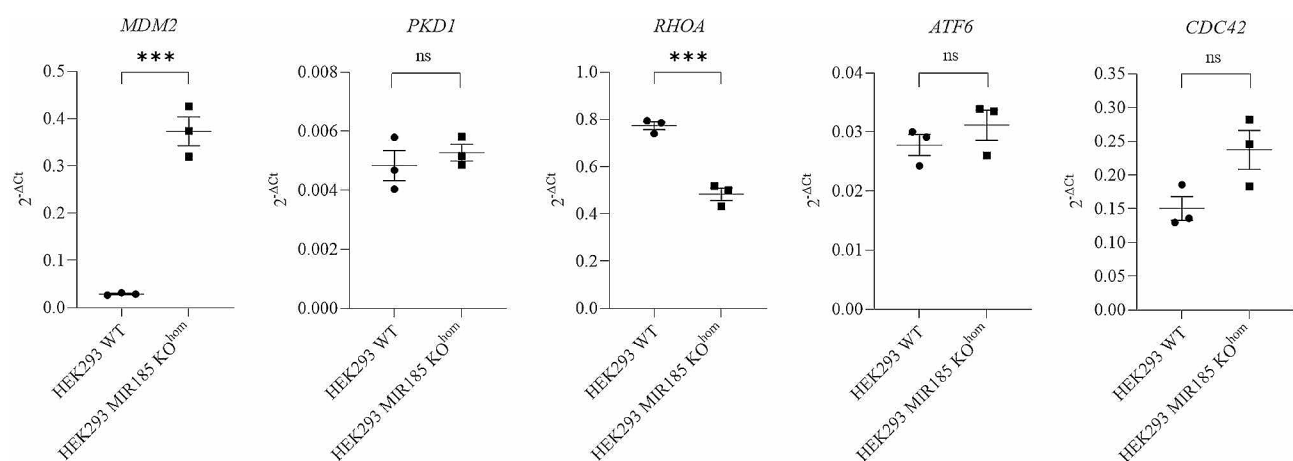 MDM2
***
0.5
0.4
0.3
0.2
0.1
0.0
2-ΔCt
HEK293 WT
HEK293 MIR185 KOhom
PKD1
ns
0.008
0.006
0.004
0.002
0.000
2-ΔCt
HEK293 WT
HEK293 MIR185 KOhom
RHOA
***
1.0
0.8
0.6
0.4
0.2
0.0
2-ΔCt
HEK293 WT
HEK293 MIR185 KOhom
ATF6
ns
0.04
0.03
0.02
0.01
0.00
2-ΔCt
HEK293 WT
HEK293 MIR185 KOhom
CDC42
ns
0.35
0.30
0.25
0.20
0.15
0.10
0.05
0.00
2-ΔCt
HEK293 WT
HEK293 MIR185 KOhom